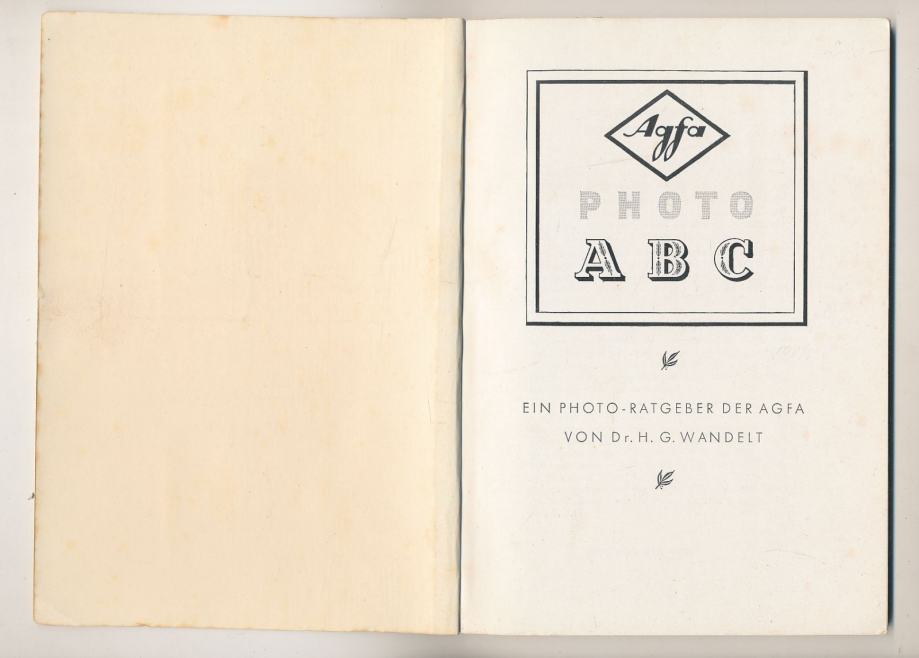 Agfa
PHOTO
ABC
EIN PHOTO-RATGEBER DER AGFA
VON Dr. H. G. WANDELT